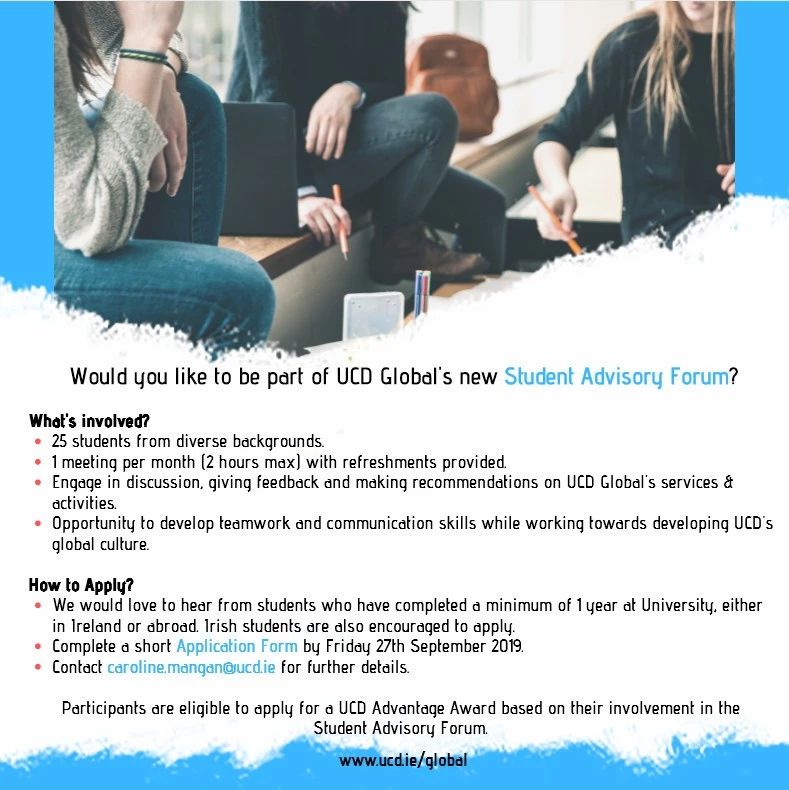 Would you like to be part of UCD Global's new Student Advisory Forum?
What's involved?
• 25 students from diverse backgrounds.
• 1 meeting per month (2 hours max) with refreshments provided.
• Engage in discussion, giving feedback and making recommendations on UCD Global's services &
activities.
• Opportunity to develop teamwork and communication skills while working towards developing UCD's
global culture.
How to Apply?
• We would love to hear from students who have completed a minimum of 1 year at University, either
in Ireland or abroad. Irish students are also encouraged to apply.
• Complete a short Application Form by Friday 27th September 2019.
• Contact caroline.mangan@ucd.ie for further details.
Participants are eligible to apply for a UCD Advantage Award based on their involvement in the
Student Advisory Forum.
www.ucd.ie/global